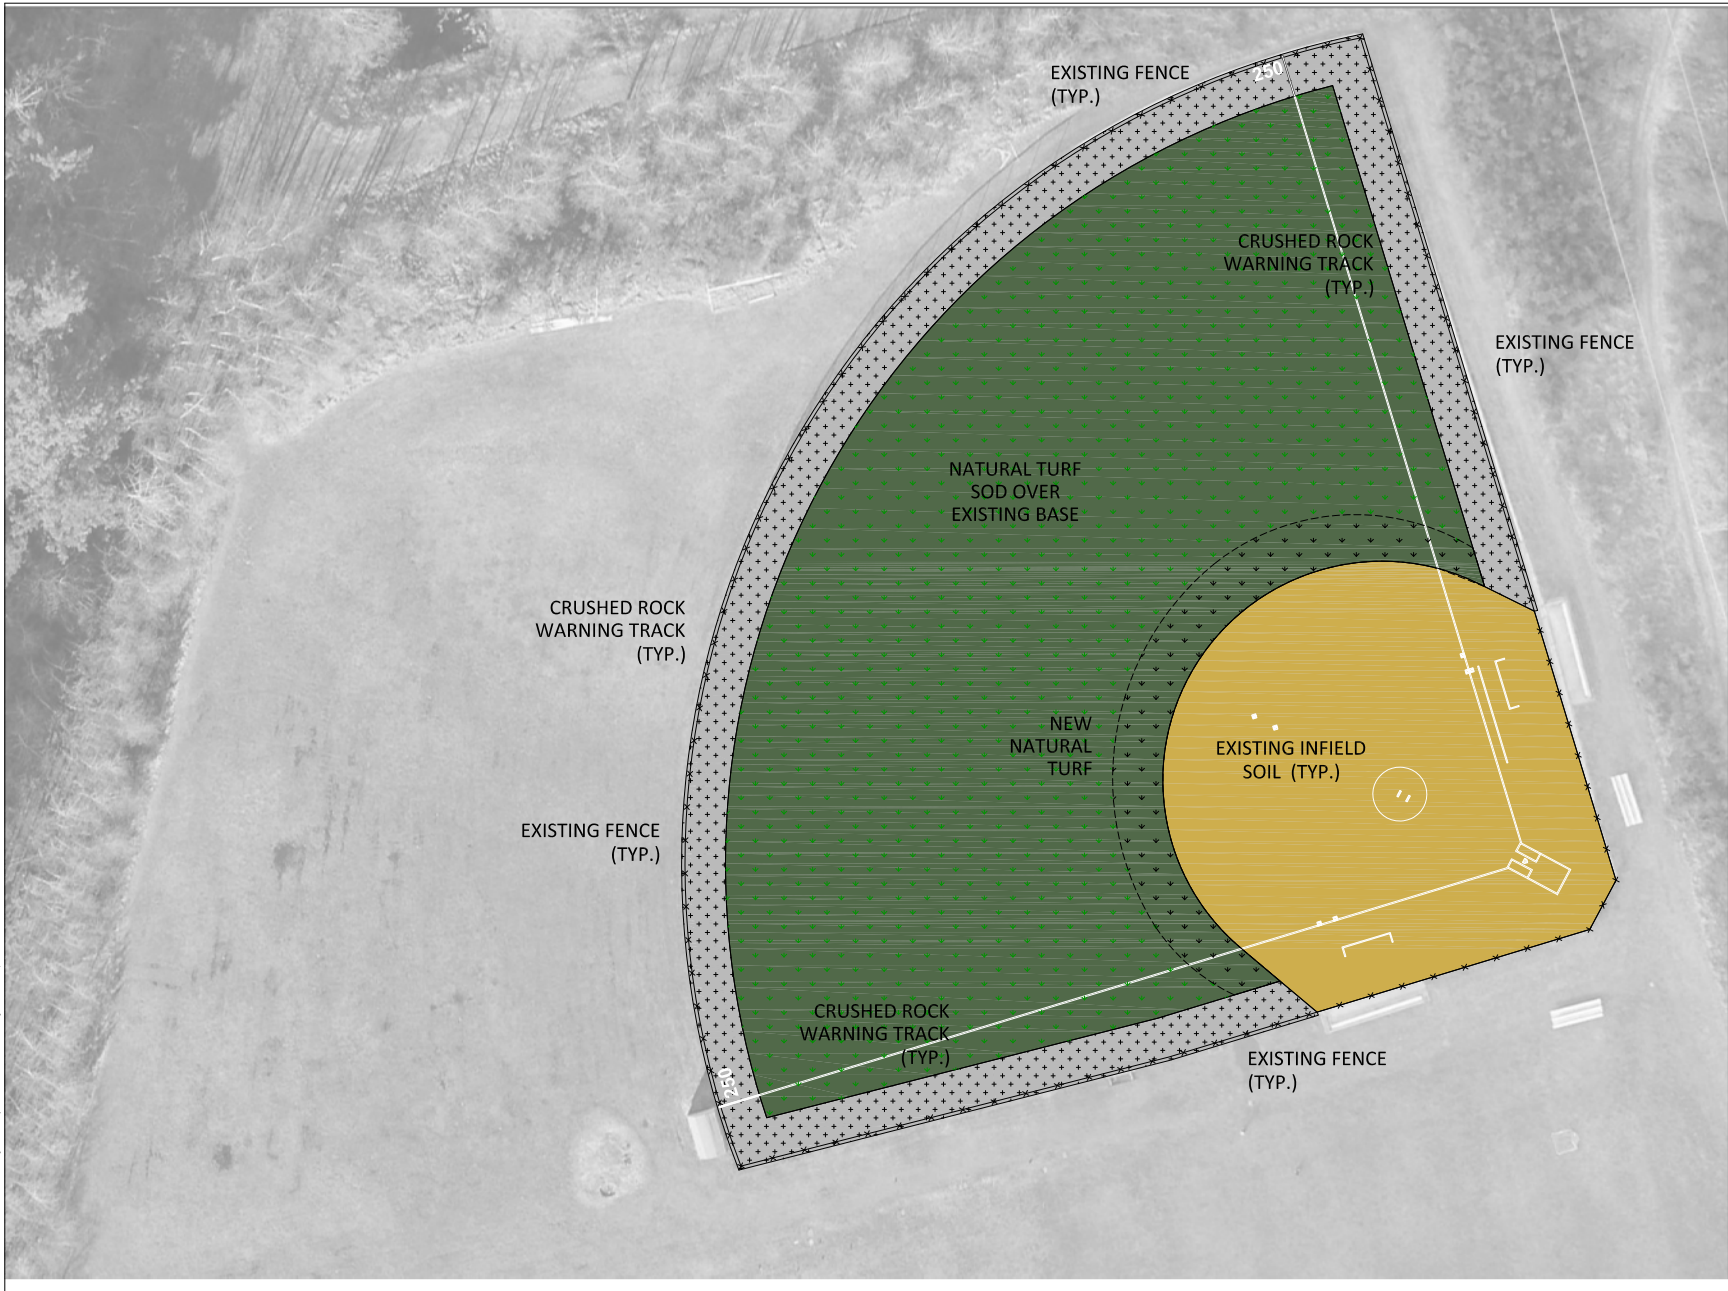 EXISTING FENCE
(TYP.)
250
CRUSHED ROCK
WARNING TRACK
(TYP.)
EXISTING FENCE
(TYP.)
NATURAL TURF
SOD OVER
EXISTING BASE
CRUSHED ROCK
WARNING TRACK
(TYP.)
NEW
NATURAL
TURF
EXISTING INFIELD
SOIL (TYP.)
EXISTING FENCE
(TYP.)
CRUSHED ROCK
WARNING TRACK
(TYP.)
EXISTING FENCE
(TYP.)
250